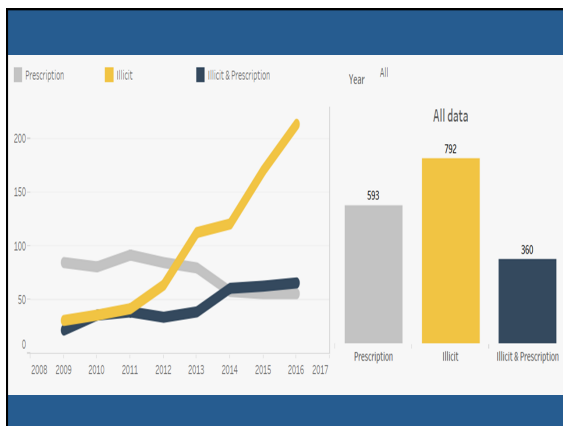 Prescription Illicit Illicit & Prescription Year All
All data
200
150
100
50
0
2008 2009 2010 2011 2012 2013 2014 2015 2016 2017
593 792 360
Prescription Illicit Illicit & Prescription